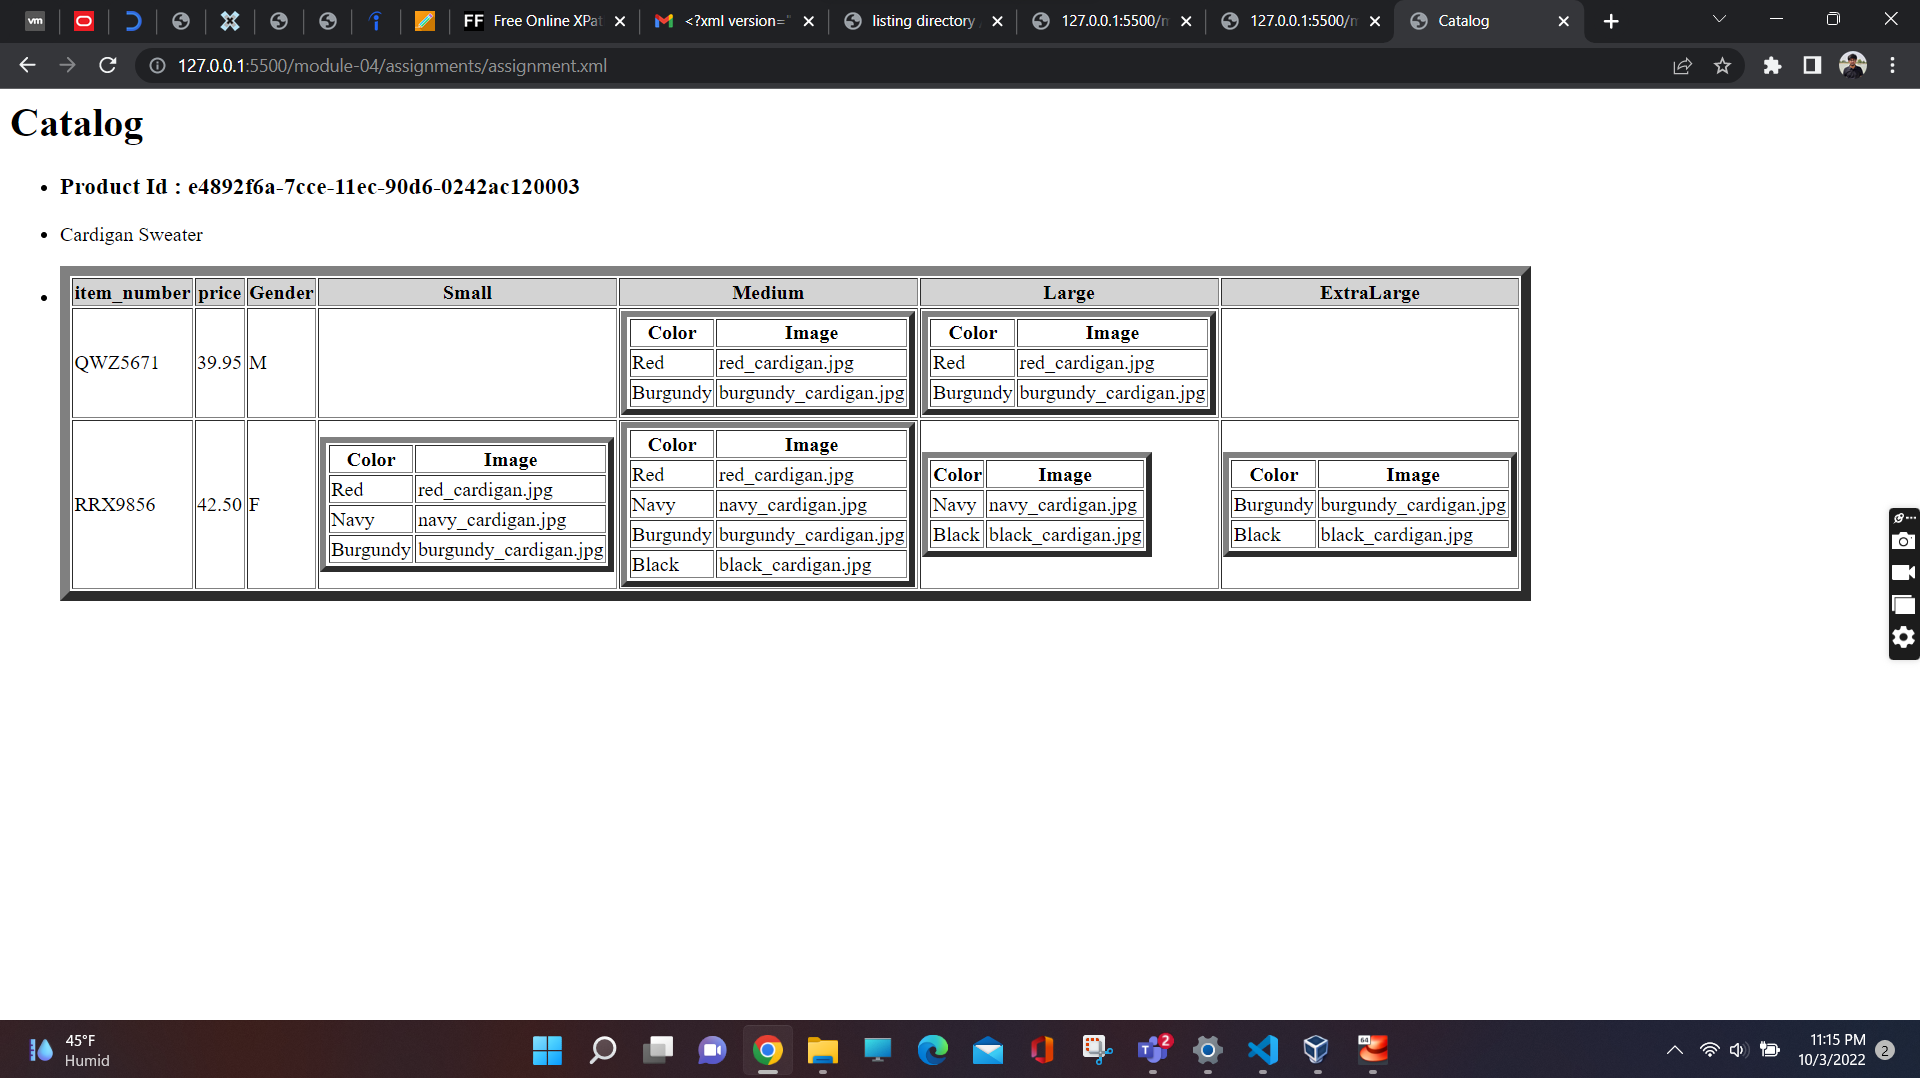 vm
FF Free Online XPat
<?xml version="
listing directory
127.0.0.1:5500/m
127.0.0.1:5500/m
Catalog
127.0.0.1:5500/module-04/assignments/assignment.xml
Catalog
Product Id : e4892f6a-7cce-11ec-90d6-0242ac120003
Cardigan Sweater
item_number price Gender Small Medium Large ExtraLarge
QWZ5671 39.95 M
Color Image
Red red_cardigan.jpg
Burgundy burgundy_cardigan.jpg
Color Image
Red red_cardigan.jpg
Burgundy burgundy_cardigan.jpg
RRX9856 42.50 F
Color Image
Red red_cardigan.jpg
Navy navy_cardigan.jpg
Burgundy burgundy_cardigan.jpg
Color Image
Red red_cardigan.jpg
Navy navy_cardigan.jpg
Burgundy burgundy_cardigan.jpg
Black black_cardigan.jpg
Color Image
Navy navy_cardigan.jpg
Black black_cardigan.jpg
Color Image
Burgundy burgundy_cardigan.jpg
Black black_cardigan.jpg
45°F
Humid
2
64
11:15 PM
10/3/2022
2